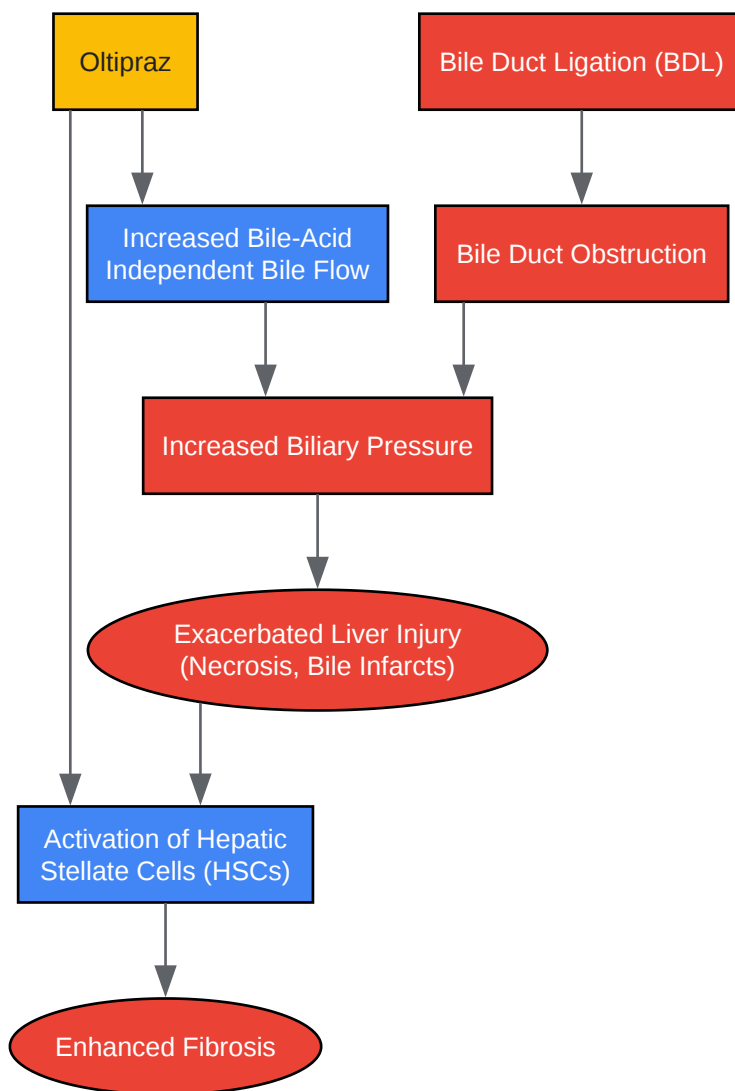 Oltipraz
Bile Duct Ligation (BDL)
Increased Bile-Acid
Independent Bile Flow
Bile Duct Obstruction
Increased Biliary Pressure
Exacerbated Liver Injury
(Necrosis, Bile Infarcts)
Activation of Hepatic
Stellate Cells (HSCs)
Enhanced Fibrosis